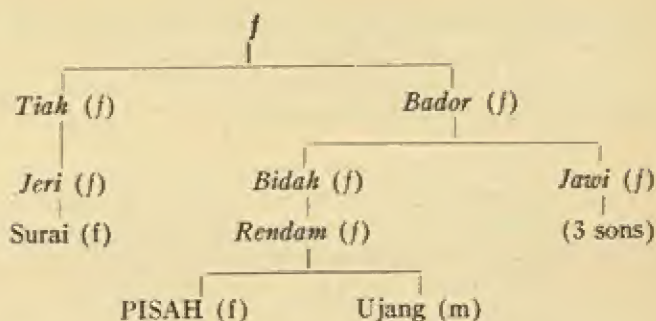 f
Tiah (f) Bador (f)
Jeri (f) Bidah (f) Jawi (f)
Surai (f) Rendam (f) (3 sons)
PISAH (f) Ujang (m)